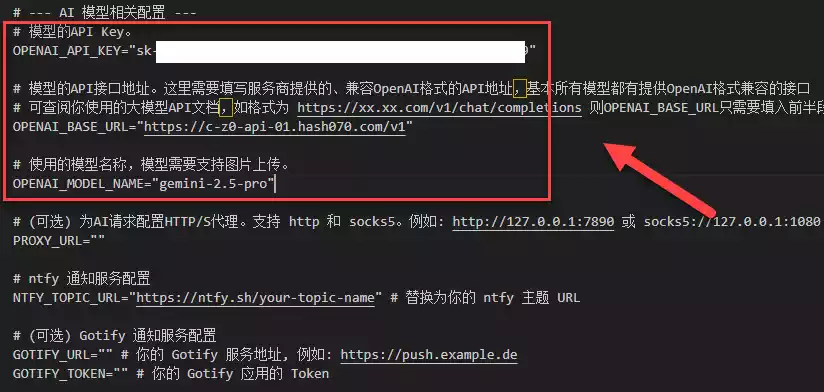 # --- AI 模型相关配置 ---
# 模型的API Key。
OPENAI_API_KEY="sk-9"
# 模型的API接口地址。这里需要填写服务商提供的、兼容OpenAI格式的API地址，基本所有模型都有提供OpenAI格式兼容的接口
# 可查阅你使用的大模型API文档，如格式为 https://xx.xx.com/v1/chat/completions 则OPENAI_BASE_URL只需要填入前半段
OPENAI_BASE_URL="https://c-z0-api-01.hash070.com/v1"
# 使用的模型名称，模型需要支持图片上传。
OPENAI_MODEL_NAME="gemini-2.5-pro"
# (可选) 为AI请求配置HTTP/S代理。支持 http 和 socks5。例如: http://127.0.0.1:7890 或 socks5://127.0.0.1:1080
PROXY_URL=""
# ntfy 通知服务配置
NTFY_TOPIC_URL="https://ntfy.sh/your-topic-name" # 替换为你的 ntfy 主题 URL
# (可选) Gotify 通知服务配置
GOTIFY_URL="" # 你的 Gotify 服务地址, 例如: https://push.example.de
GOTIFY_TOKEN="" # 你的 Gotify 应用的 Token